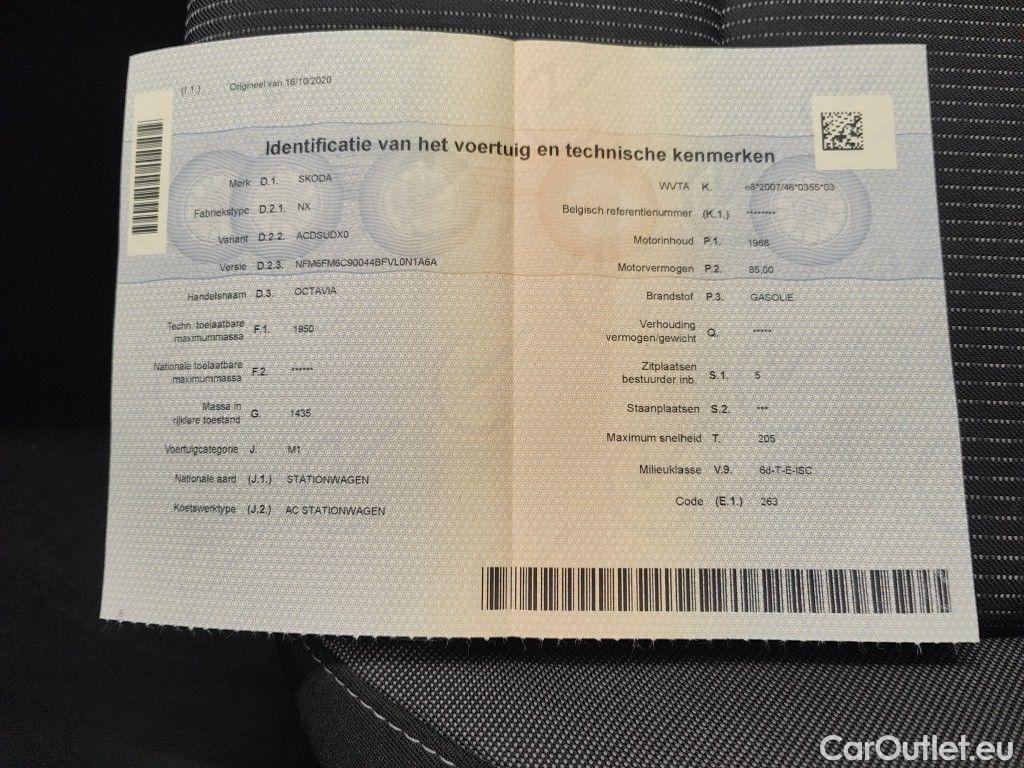 (I.1.) Origineel van 16/10/2020
Identificatie van het voertuig en technische kenmerken
Merk D.1. SKODA
Fabriekstype D.2.1. NX
Variant D.2.2. ACDSUDX0
Versie D.2.3. NFM6FM6C90044BFVL0N1A6A
Handelsnaam D.3. OCTAVIA
Techn. toelaatbare
maximummassa F.1. 1950
Nationale toelaatbare
maximummassa F.2. ******
Massa in
rijklare toestand G 1435
Voertuigcategorie J. M1
Nationale aard (J.1.) STATIONWAGEN
Koetswerktype (J.2.) AC STATIONWAGEN
WVTA K. e8*2007/46*0355*03
Belgisch referentienummer (K.1.) ********
Motorinhoud P.1. 1968
Motorvermogen P.2. 85,00
Brandstof P.3. GASOLIE
Verhouding
vermogen/gewicht Q. *****
Zitplaatsen
bestuurder inb. S.1. 5
Staanplaatsen S.2. ***
Maximum snelheid T. 205
Milieuklasse V.9. 6d-T-E-ISC
Code (E.1.) 263
CarOutlet.eu